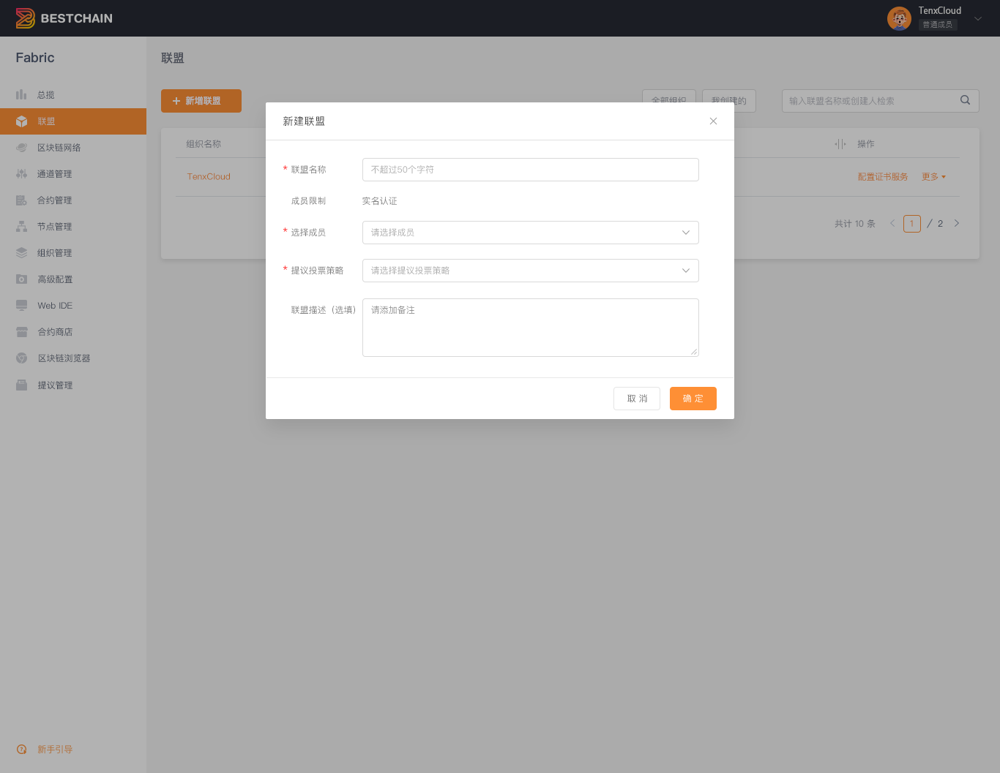 BESTCHAIN
TenxCloud
普通成员
Fabric
总揽
联盟
区块链网络
通道管理
合约管理
节点管理
组织管理
高级配置
Web IDE
合约商店
区块链浏览器
提议管理
新手引导
联盟
+ 新增联盟
全部组织
我创建的
输入联盟名称或创建人检索
组织名称
操作
TenxCloud
配置证书服务
更多
共计 10 条
1 / 2
新建联盟
* 联盟名称
不超过50个字符
成员限制
实名认证
* 选择成员
请选择成员
* 提议投票策略
请选择提议投票策略
联盟描述（选填）
请添加备注
取 消
确 定